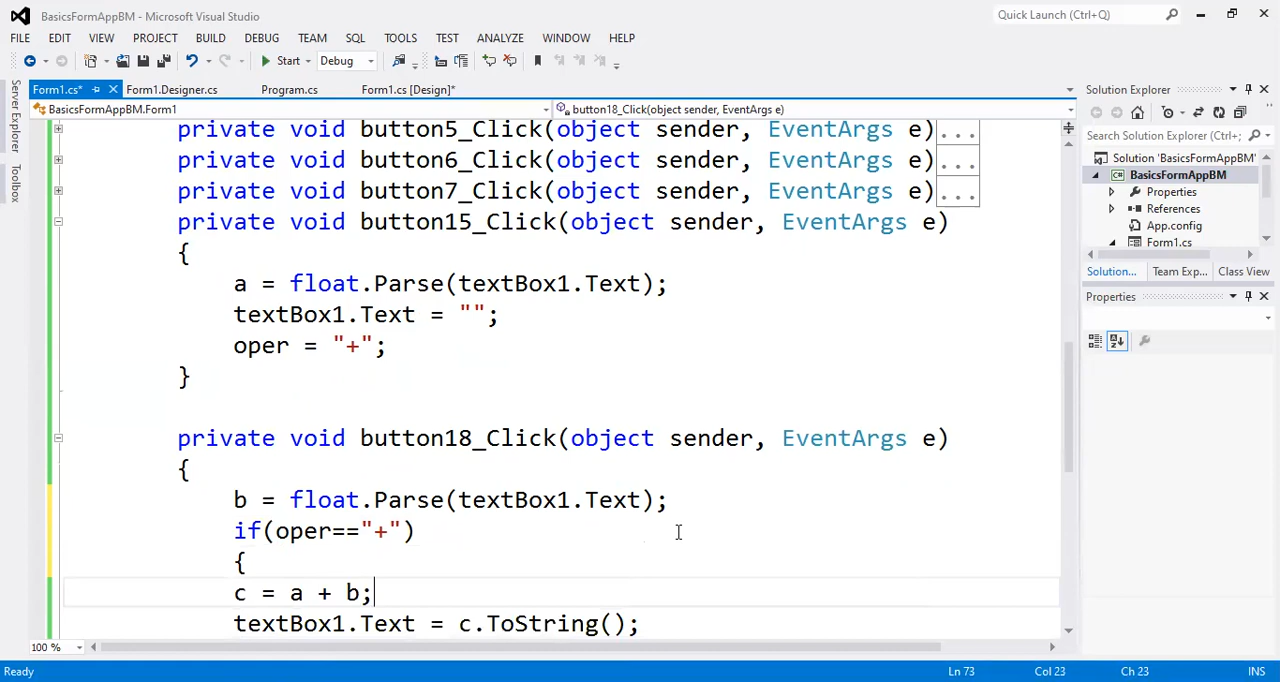 BasicsFormAppBM - Microsoft Visual Studio
Quick Launch (Ctrl+Q)
FILE EDIT VIEW PROJECT BUILD DEBUG TEAM SQL TOOLS TEST ANALYZE WINDOW HELP
Start Debug
Form1.cs* Form1.Designer.cs Program.cs Form1.cs [Design]*
BasicsFormAppBM.Form1 button18_Click(object sender, EventArgs e)
Server Explorer
Toolbox
private void button5_Click(object sender, EventArgs e)...
private void button6_Click(object sender, EventArgs e)...
private void button7_Click(object sender, EventArgs e)...
private void button15_Click(object sender, EventArgs e)
{
a = float.Parse(textBox1.Text);
textBox1.Text = "";
oper = "+";
}
private void button18_Click(object sender, EventArgs e)
{
b = float.Parse(textBox1.Text);
if(oper=="+")
{
c = a + b;
textBox1.Text = c.ToString();
100 %
Solution Explorer
Search Solution Explorer (Ctrl+;
Solution 'BasicsFormAppBM'
C# BasicsFormAppBM
Properties
References
App.config
Form1.cs
Solution... Team Exp... Class View
Properties
Ready Ln 73 Col 23 Ch 23 INS